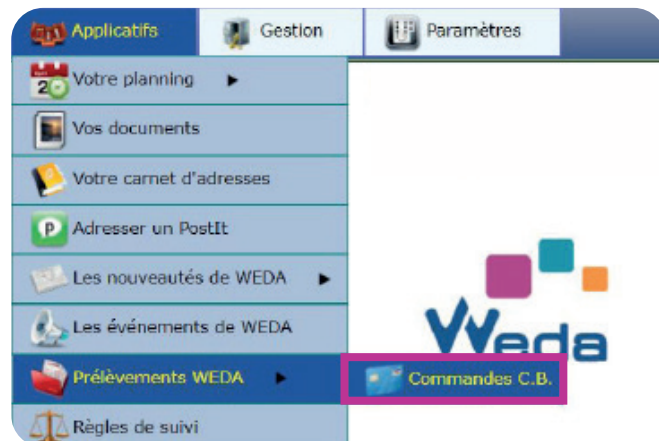 Applicatifs
Gestion
Paramètres
2
Votre planning
Vos documents
Votre carnet d'adresses
P
Adresser un PostIt
Les nouveautés de WEDA
Les événements de WEDA
Weda
Prélèvements WEDA
Commandes C.B.
Règles de suivi